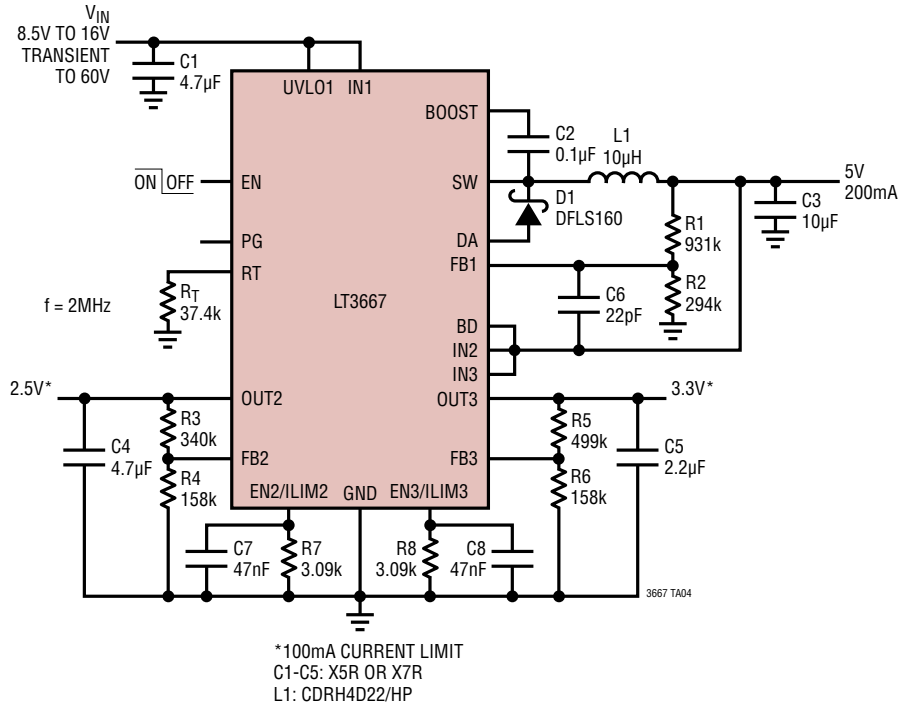 VIN
8.5V TO 16V
TRANSIENT
TO 60V
C1
4.7µF
UVLO1 IN1
BOOST
C2
0.1µF
L1
10µH
ON OFF
EN
SW
D1
DFLS160
5V
200mA
C3
10µF
PG
DA
R1
931k
RT
FB1
f = 2MHz
RT
37.4k
LT3667
C6
22pF
R2
294k
BD
IN2
IN3
2.5V*
OUT2
OUT3
3.3V*
R3
340k
R5
499k
C4
4.7µF
FB2
FB3
C5
2.2µF
R4
158k
R6
158k
EN2/ILIM2 GND EN3/ILIM3
C7
47nF
R7
3.09k
R8
3.09k
C8
47nF
3667 TA04
*100mA CURRENT LIMIT
C1-C5: X5R OR X7R
L1: CDRH4D22/HP